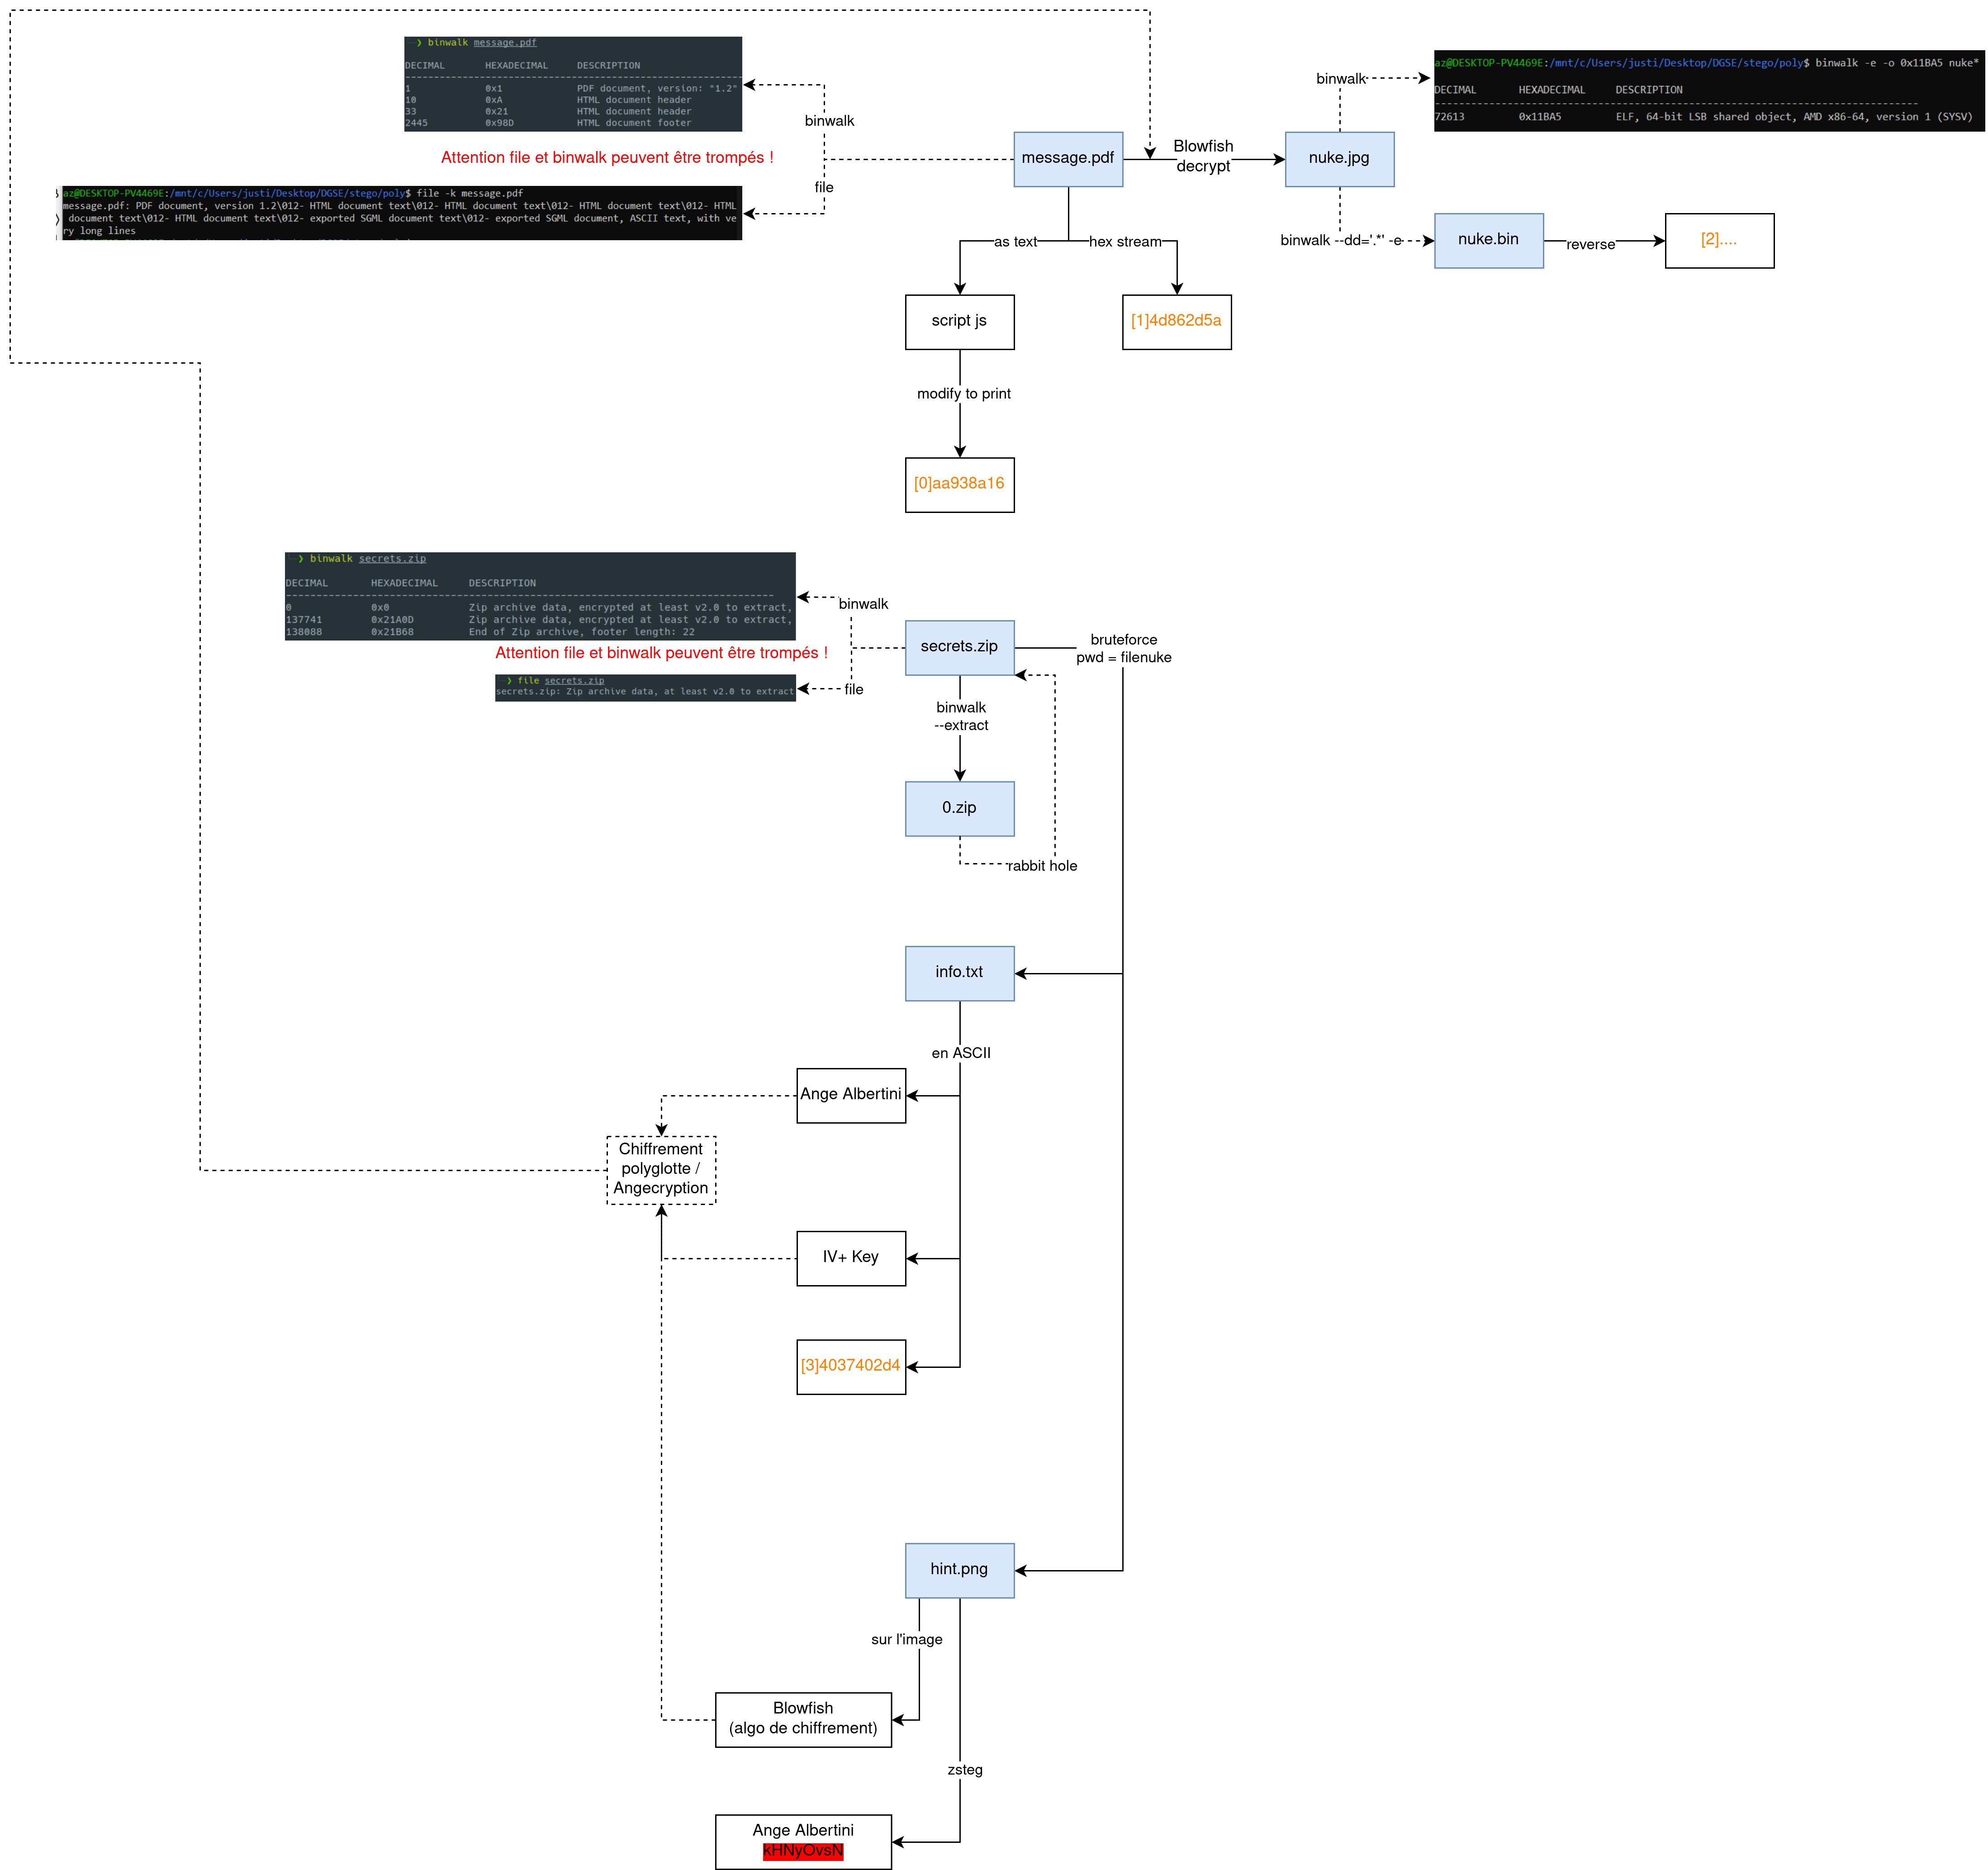 ❯ binwalk message.pdf
DECIMAL HEXADECIMAL DESCRIPTION
--------------------------------------------------------------------------------
1 0x1 PDF document, version: "1.2"
10 0xA HTML document header
33 0x21 HTML document header
2445 0x98D HTML document footer
binwalk
Attention file et binwalk peuvent être trompés !
file
az@DESKTOP-PV4469E:/mnt/c/Users/justi/Desktop/DGSE/stego/poly$ file -k message.pdf
message.pdf: PDF document, version 1.2\012- HTML document text\012- HTML document text\012- HTML document text\012- HTML
document text\012- HTML document text\012- exported SGML document text\012- exported SGML document, ASCII text, with ve
ry long lines
message.pdf
Blowfish
decrypt
nuke.jpg
binwalk
az@DESKTOP-PV4469E:/mnt/c/Users/justi/Desktop/DGSE/stego/poly$ binwalk -e -o 0x11BA5 nuke*
DECIMAL HEXADECIMAL DESCRIPTION
--------------------------------------------------------------------------------
72613 0x11BA5 ELF, 64-bit LSB shared object, AMD x86-64, version 1 (SYSV)
binwalk --dd='.*' -e
nuke.bin
reverse
[2]....
as text
hex stream
script js
[1]4d862d5a
modify to print
[0]aa938a16
❯ binwalk secrets.zip
DECIMAL HEXADECIMAL DESCRIPTION
--------------------------------------------------------------------------------
0 0x0 Zip archive data, encrypted at least v2.0 to extract,
137741 0x21A0D Zip archive data, encrypted at least v2.0 to extract,
138088 0x21B68 End of Zip archive, footer length: 22
binwalk
Attention file et binwalk peuvent être trompés !
❯ file secrets.zip
secrets.zip: Zip archive data, at least v2.0 to extract
file
secrets.zip
bruteforce
pwd = filenuke
binwalk
--extract
0.zip
rabbit hole
info.txt
en ASCII
Ange Albertini
Chiffrement
polyglotte /
Angecryption
IV+ Key
[3]4037402d4
hint.png
sur l'image
Blowfish
(algo de chiffrement)
zsteg
Ange Albertini
kHNyOvsN